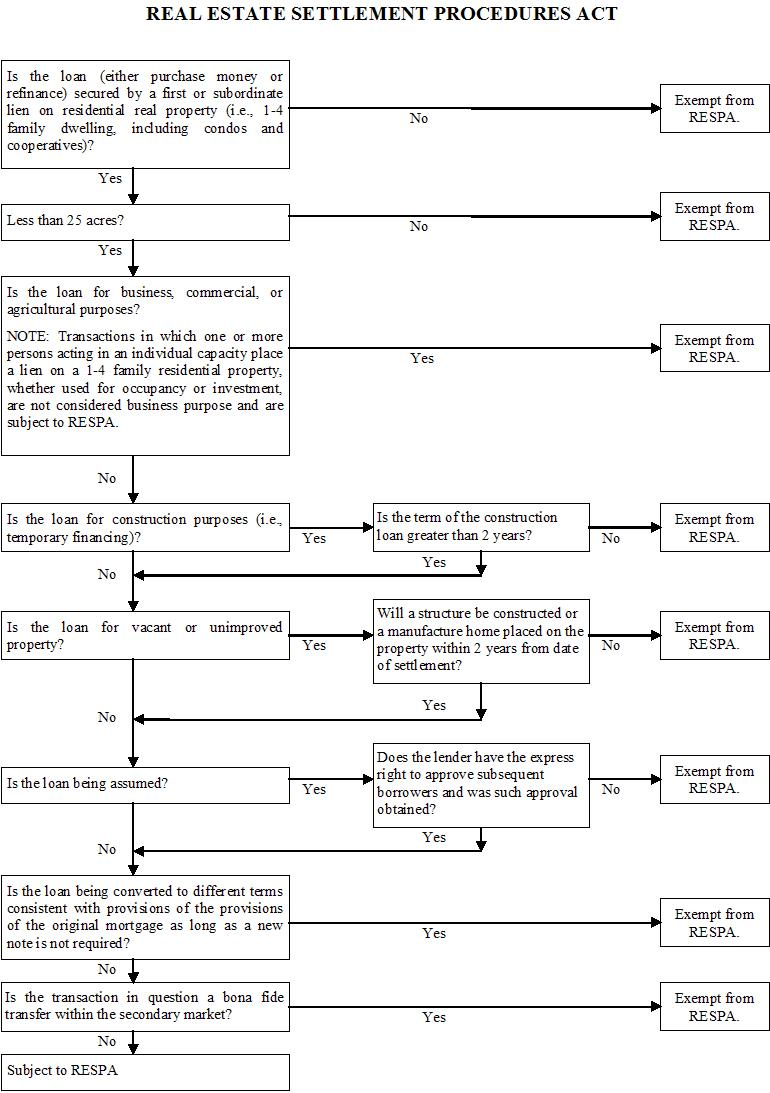 REAL ESTATE SETTLEMENT PROCEDURES ACT
Is the loan (either purchase money or
refinance) secured by a first or subordinate
lien on residential real property (i.e., 1-4
family dwelling, including condos and
cooperatives)?
No
Exempt from
RESPA.
Yes
Less than 25 acres?
No
Exempt from
RESPA.
Yes
Is the loan for business, commercial, or
agricultural purposes?
NOTE: Transactions in which one or more
persons acting in an individual capacity place
a lien on a 1-4 family residential property,
whether used for occupancy or investment,
are not considered business purpose and are
subject to RESPA.
Yes
Exempt from
RESPA.
No
Is the loan for construction purposes (i.e.,
temporary financing)?
Yes
Is the term of the construction
loan greater than 2 years?
No
Exempt from
RESPA.
Yes
No
Is the loan for vacant or unimproved
property?
Yes
Will a structure be constructed or
a manufacture home placed on the
property within 2 years from date
of settlement?
No
Exempt from
RESPA.
Yes
No
Is the loan being assumed?
Yes
Does the lender have the express
right to approve subsequent
borrowers and was such approval
obtained?
No
Exempt from
RESPA.
Yes
No
Is the loan being converted to different terms
consistent with provisions of the provisions
of the original mortgage as long as a new
note is not required?
Yes
Exempt from
RESPA.
No
Is the transaction in question a bona fide
transfer within the secondary market?
Yes
Exempt from
RESPA.
No
Subject to RESPA